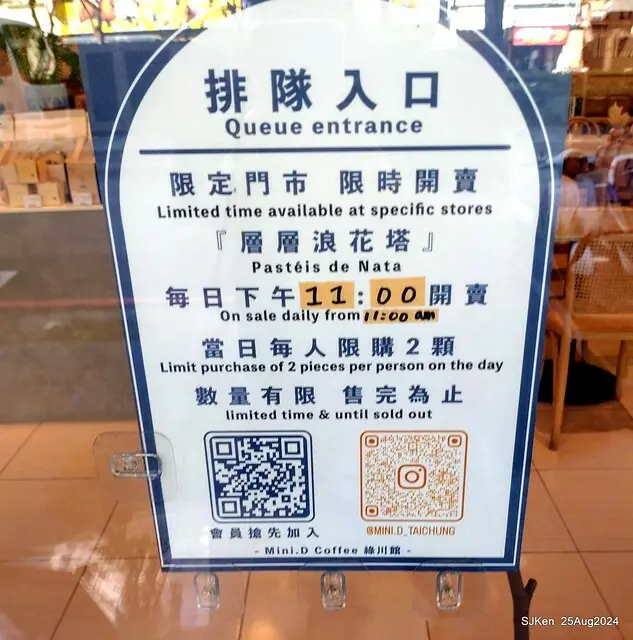 排隊入口
Queue entrance
限定門市 限時開賣
Limited time available at specific stores
『層層浪花塔』
Pastéis de Nata
每日下午11:00開賣
On sale daily from 11:00 am
當日每人限購2顆
Limit purchase of 2 pieces per person on the day
數量有限 售完為止
limited time & until sold out
會員搶先加入
@MINI.D_TAICHUNG
- Mini.D Coffee 綠川館 -
SJKen 25Aug2024